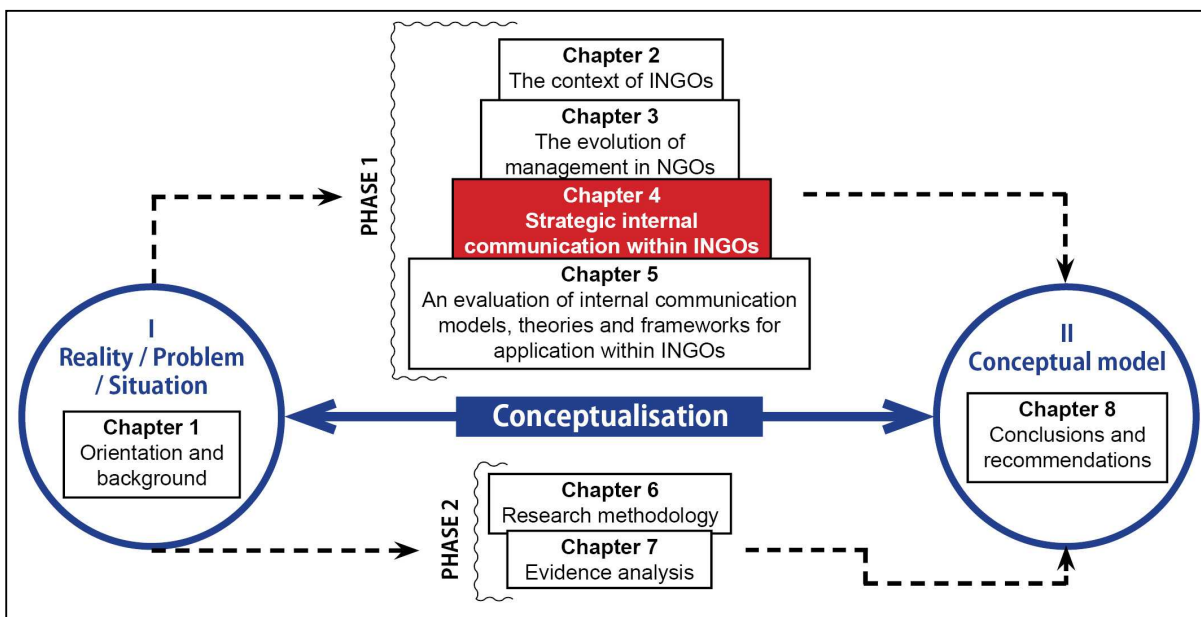 PHASE 1
Chapter 2
The context of INGOs
Chapter 3
The evolution of
management in NGOs
Chapter 4
Strategic internal
communication within INGOs
Chapter 5
An evaluation of internal communication
models, theories and frameworks for
application within INGOs
I
Reality / Problem
/ Situation
Chapter 1
Orientation and
background
Conceptualisation
II
Conceptual model
Chapter 8
Conclusions and
recommendations
PHASE 2
Chapter 6
Research methodology
Chapter 7
Evidence analysis